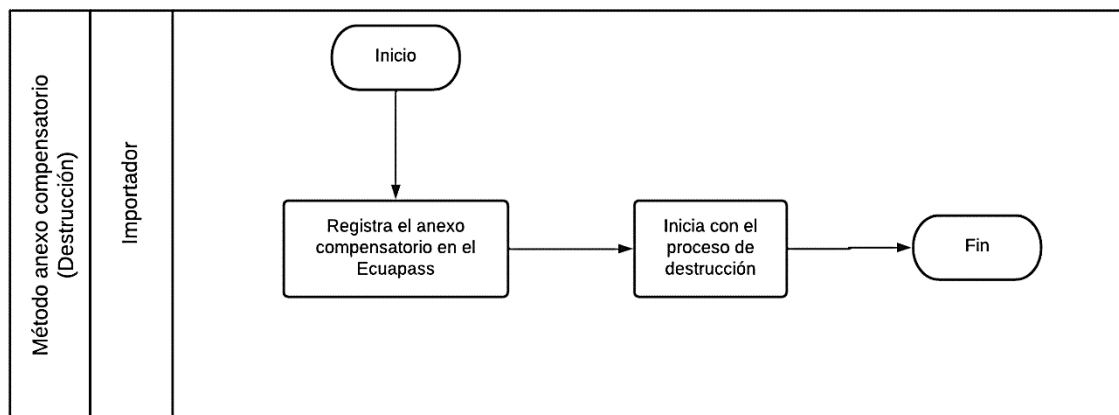 Método anexo compensatorio
(Destrucción)
Importador
Inicio
Registra el anexo
compensatorio en el
Ecuapass
Inicia con el
proceso de
destrucción
Fin